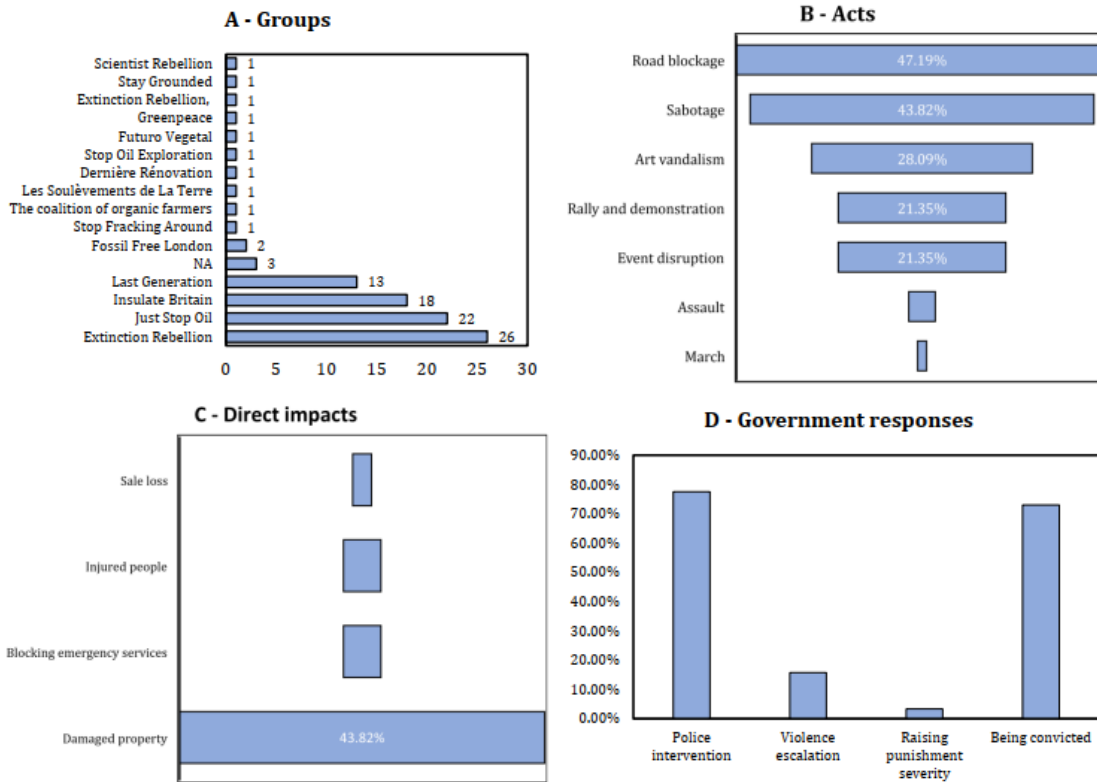 A - Groups
Scientist Rebellion 1
Stay Grounded 1
Extinction Rebellion, 1
Greenpeace 1
Futuro Vegetal 1
Stop Oil Exploration 1
Dernière Rénovation 1
Les Soulèvements de La Terre 1
The coalition of organic farmers 1
Stop Fracking Around 1
Fossil Free London 2
NA 3
Last Generation 13
Insulate Britain 18
Just Stop Oil 22
Extinction Rebellion 26
0 5 10 15 20 25 30
B - Acts
Road blockage 47.19%
Sabotage 43.82%
Art vandalism 28.09%
Rally and demonstration 21.35%
Event disruption 21.35%
Assault
March
C - Direct impacts
Sale loss
Injured people
Blocking emergency services
Damaged property 43.82%
D - Government responses
90.00%
80.00%
70.00%
60.00%
50.00%
40.00%
30.00%
20.00%
10.00%
0.00%
Police intervention
Violence escalation
Raising punishment severity
Being convicted